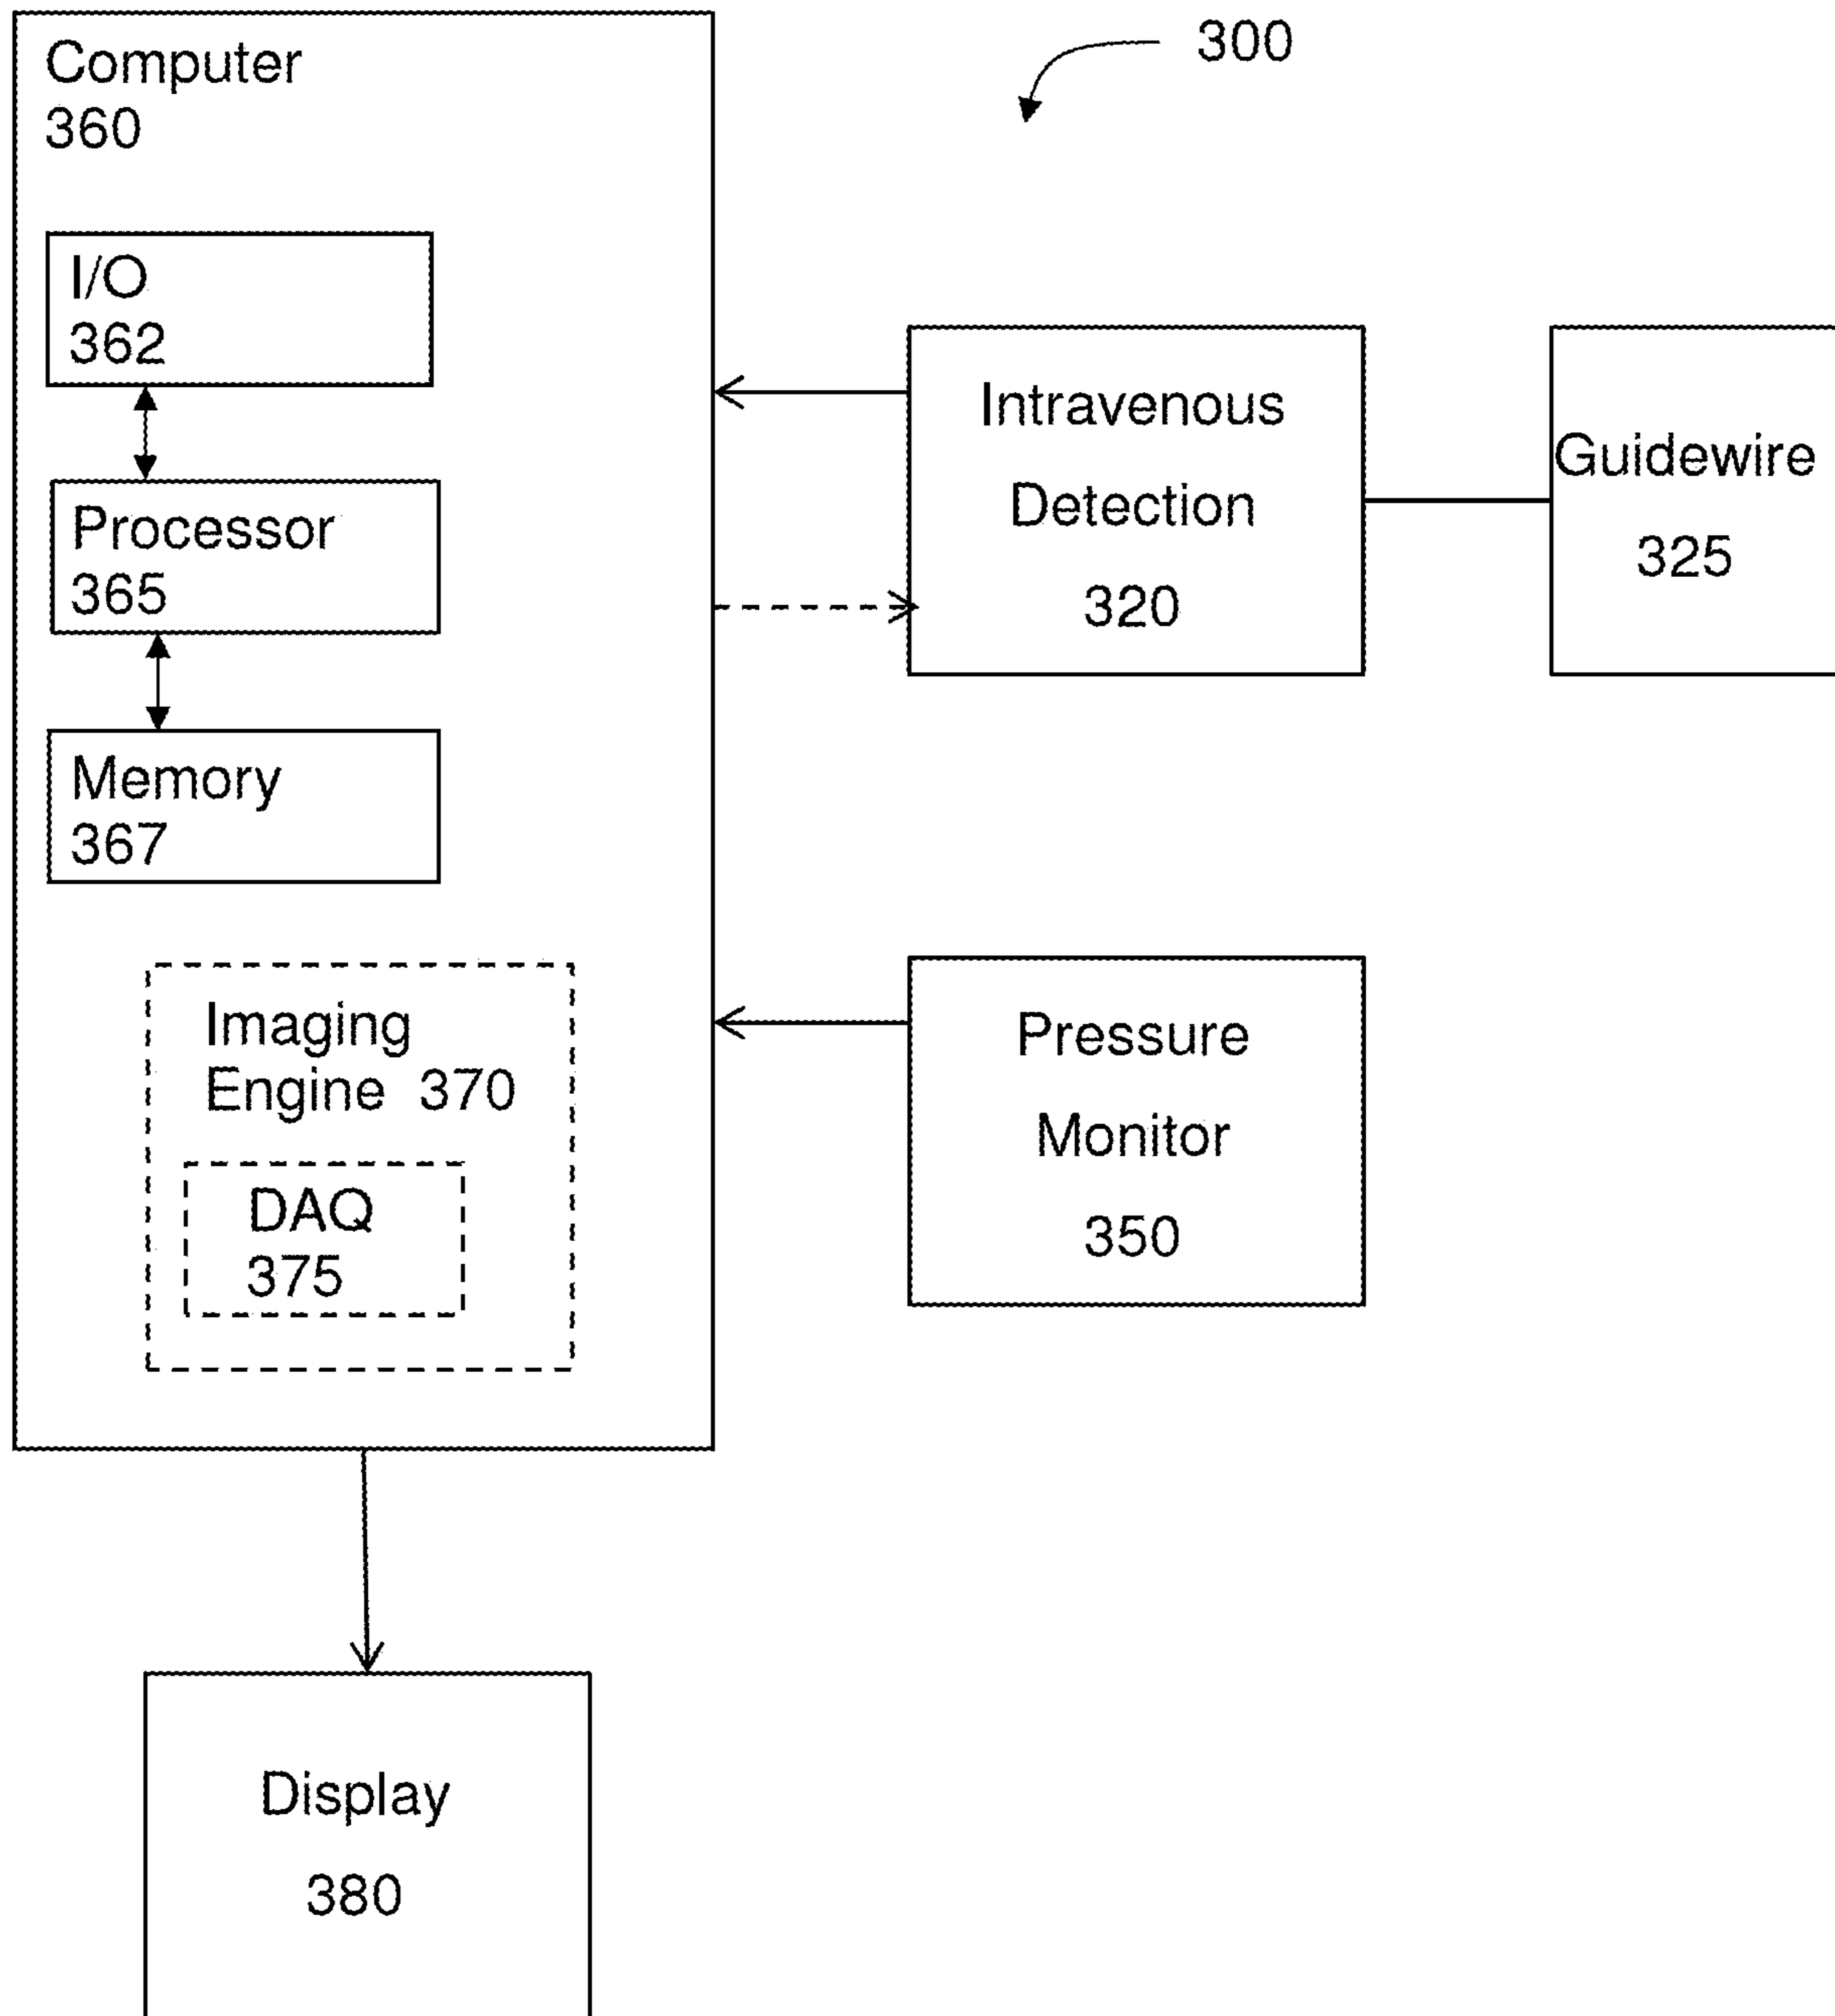 Computer
360
300
I/O
362
Processor
365
Memory
367
Imaging
Engine 370
DAQ
375
Intravenous
Detection
320
Guidewire
325
Pressure
Monitor
350
Display
380